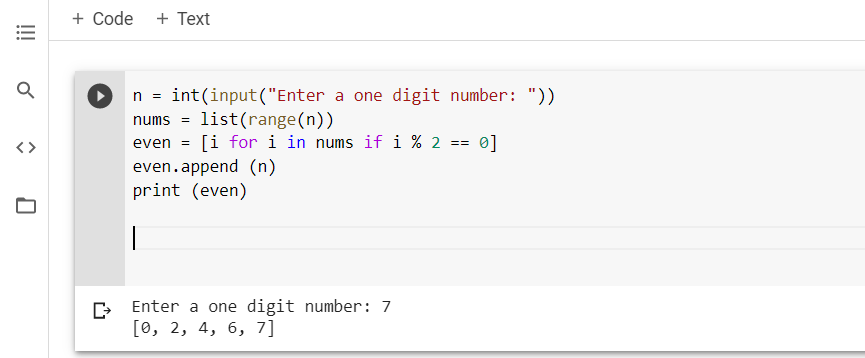 + Code + Text
n = int(input("Enter a one digit number: "))
nums = list(range(n))
even = [i for i in nums if i % 2 == 0]
even.append (n)
print (even)
Enter a one digit number: 7
[0, 2, 4, 6, 7]